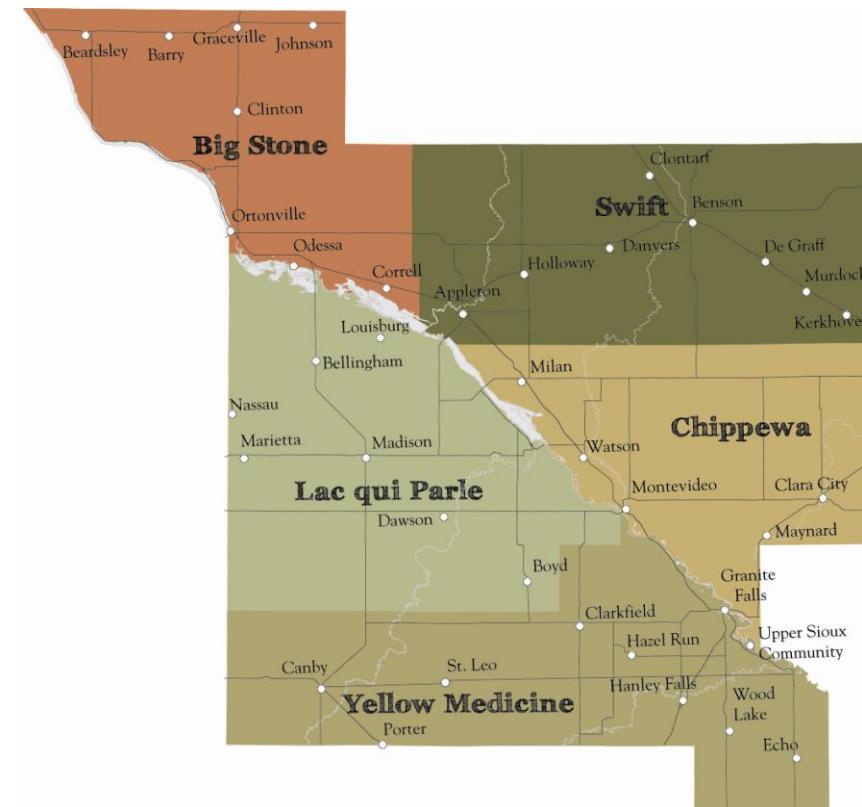 Beardsley
Barry
Graceville
Johnson
Clinton
Big Stone
Ortonville
Odessa
Correll
Clontarf
Swift
Benson
Danvers
De Graff
Holloway
Murdock
Appleton
Kerkhove
Louisburg
Bellingham
Milan
Nassau
Chippewa
Marietta
Madison
Watson
Lac qui Parle
Montevideo
Clara City
Dawson
Maynard
Boyd
Granite
Falls
Clarkfield
Hazel Run
Upper Sioux
Community
Canby
St. Leo
Hanley Falls
Wood
Lake
Yellow Medicine
Porter
Echo